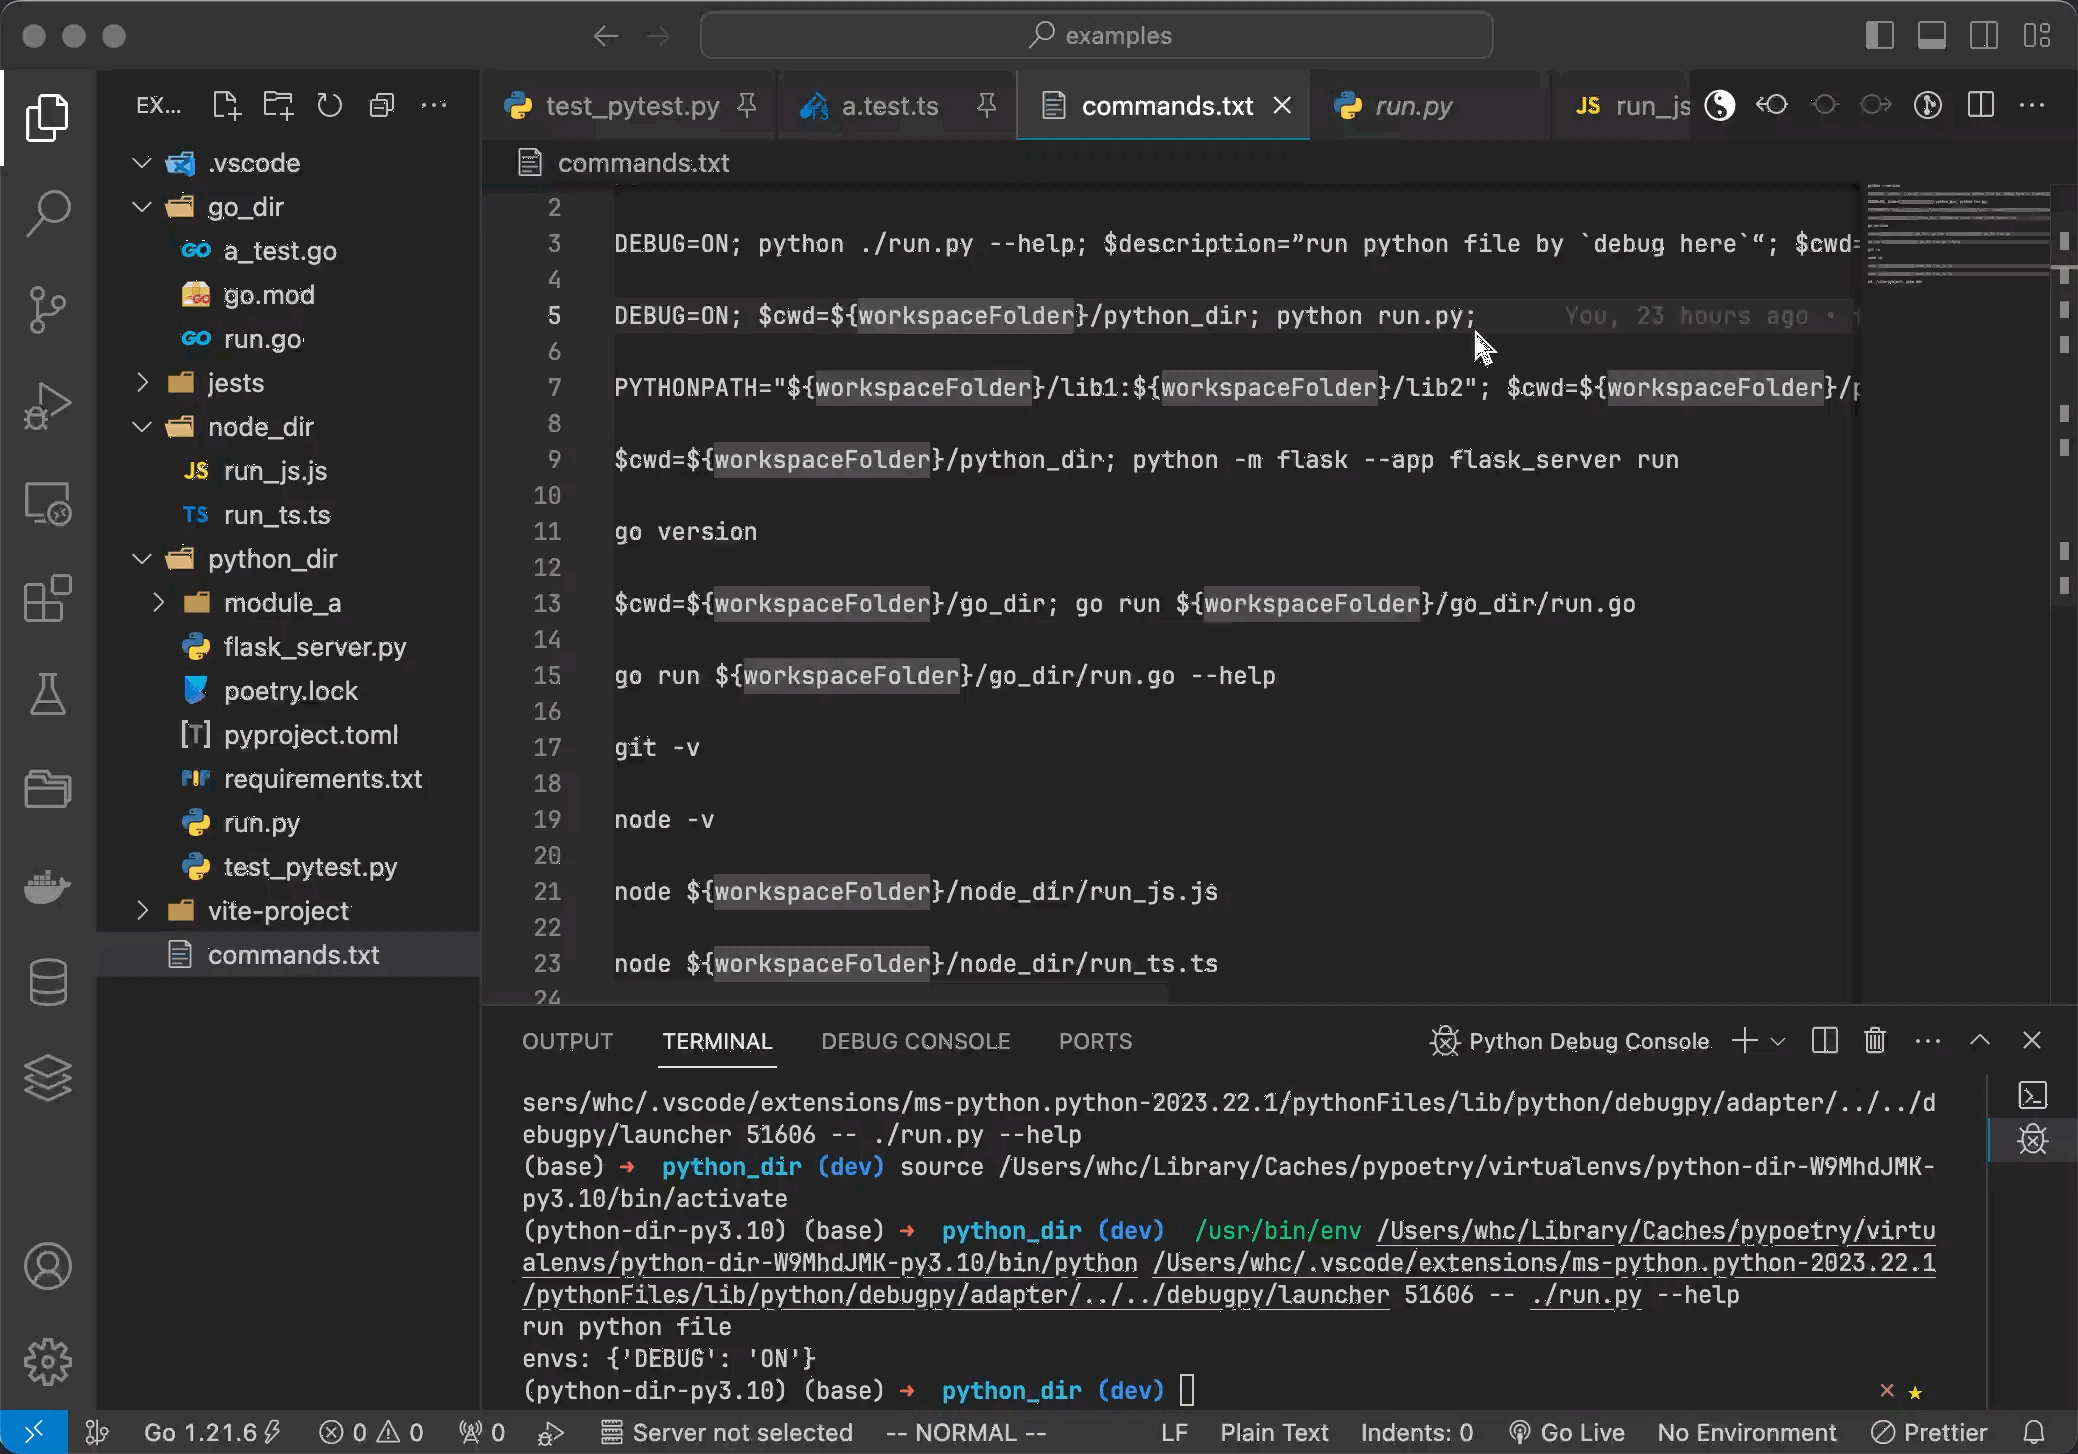 examples
EX...
test_pytest.py
a.test.ts
commands.txt
run.py
JS run_js
commands.txt
.vscode
go_dir
GO a_test.go
go.mod
GO run.go
jests
node_dir
JS run_js.js
TS run_ts.ts
python_dir
module_a
flask_server.py
poetry.lock
[T] pyproject.toml
requirements.txt
run.py
test_pytest.py
vite-project
commands.txt
2
3 DEBUG=ON; python ./run.py --help; $description=”run python file by `debug here`“; $cwd=
4
5 DEBUG=ON; $cwd=${workspaceFolder}/python_dir; python run.py; You, 23 hours ago •
6
7 PYTHONPATH="${workspaceFolder}/lib1:${workspaceFolder}/lib2"; $cwd=${workspaceFolder}/p
8
9 $cwd=${workspaceFolder}/python_dir; python -m flask --app flask_server run
10
11 go version
12
13 $cwd=${workspaceFolder}/go_dir; go run ${workspaceFolder}/go_dir/run.go
14
15 go run ${workspaceFolder}/go_dir/run.go --help
16
17 git -v
18
19 node -v
20
21 node ${workspaceFolder}/node_dir/run_js.js
22
23 node ${workspaceFolder}/node_dir/run_ts.ts
24
OUTPUT TERMINAL DEBUG CONSOLE PORTS Python Debug Console
sers/whc/.vscode/extensions/ms-python.python-2023.22.1/pythonFiles/lib/python/debugpy/adapter/../../d
ebugpy/launcher 51606 -- ./run.py --help
(base) → python_dir (dev) source /Users/whc/Library/Caches/pypoetry/virtualenvs/python-dir-W9MhdJMK-
py3.10/bin/activate
(python-dir-py3.10) (base) → python_dir (dev) /usr/bin/env /Users/whc/Library/Caches/pypoetry/virtu
alenvs/python-dir-W9MhdJMK-py3.10/bin/python /Users/whc/.vscode/extensions/ms-python.python-2023.22.1
/pythonFiles/lib/python/debugpy/adapter/../../debugpy/launcher 51606 -- ./run.py --help
run python file
envs: {'DEBUG': 'ON'}
(python-dir-py3.10) (base) → python_dir (dev)
Go 1.21.6 0 0 0 Server not selected -- NORMAL -- LF Plain Text Indents: 0 Go Live No Environment Prettier